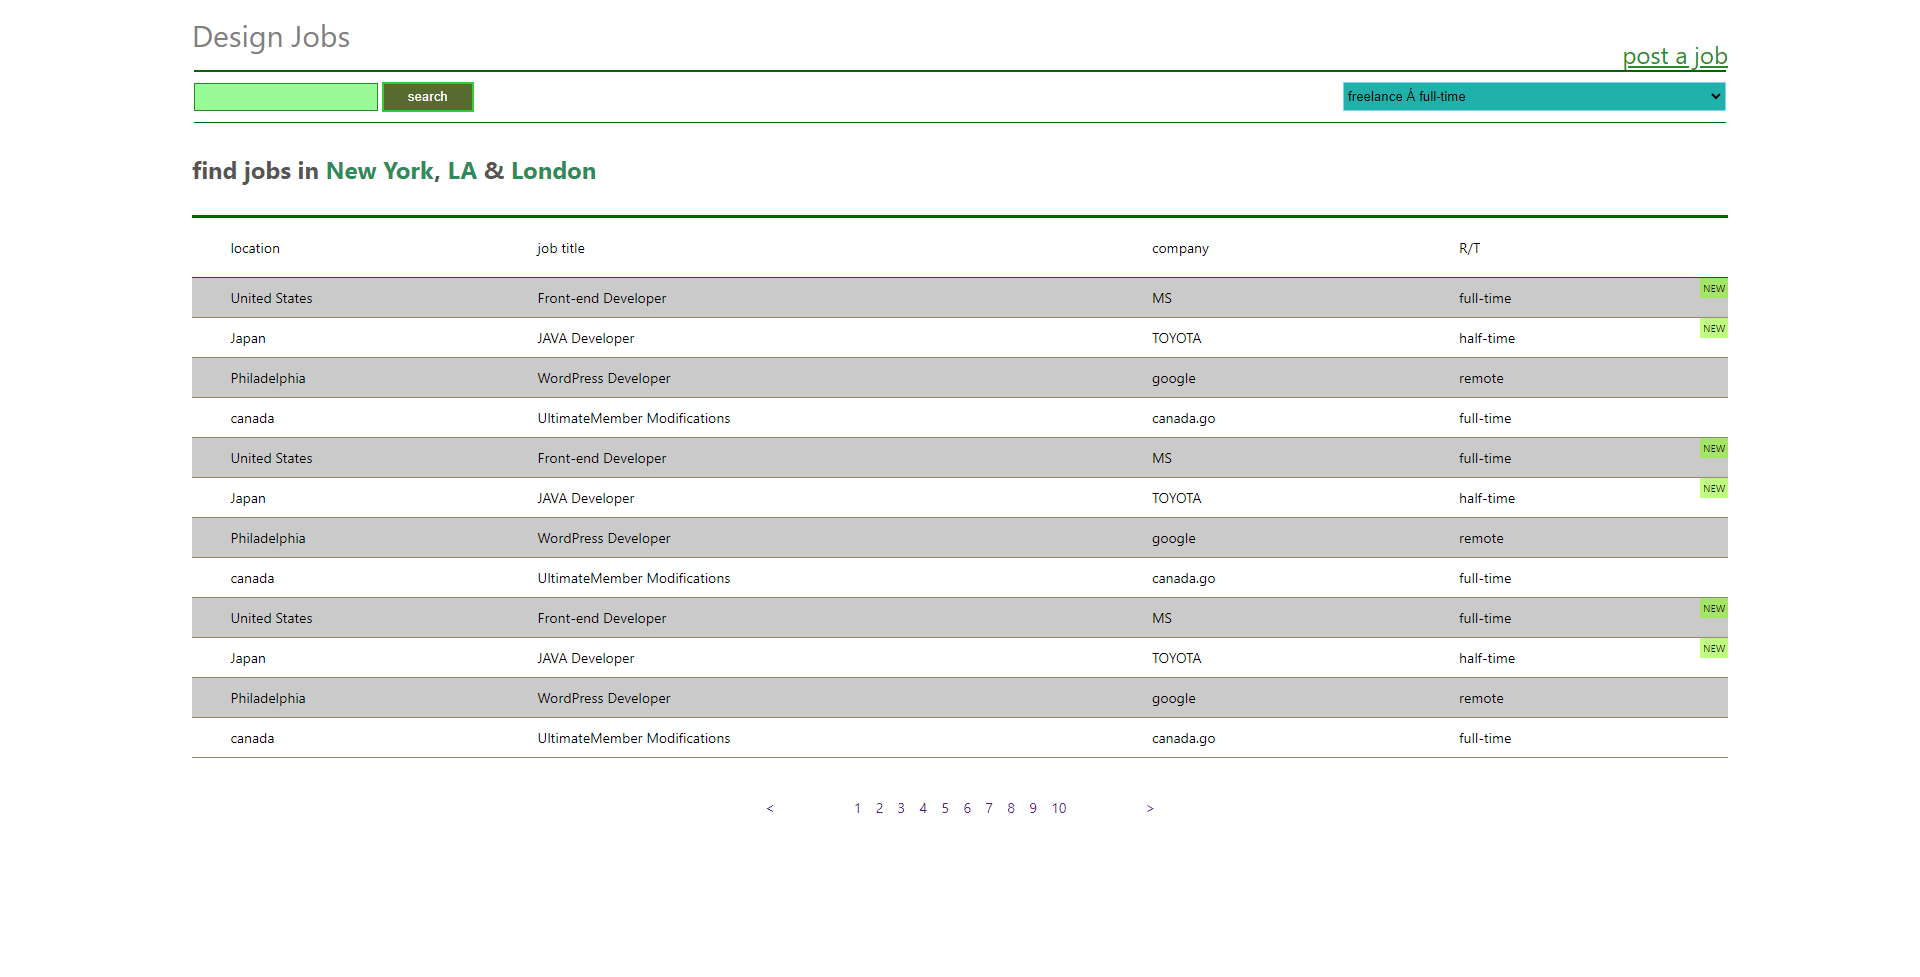 Design Jobs
post a job
search
freelance Á full-time
find jobs in New York, LA & London
location job title company R/T
United States Front-end Developer MS full-time NEW
Japan JAVA Developer TOYOTA half-time NEW
Philadelphia WordPress Developer google remote
canada UltimateMember Modifications canada.go full-time
United States Front-end Developer MS full-time NEW
Japan JAVA Developer TOYOTA half-time NEW
Philadelphia WordPress Developer google remote
canada UltimateMember Modifications canada.go full-time
United States Front-end Developer MS full-time NEW
Japan JAVA Developer TOYOTA half-time NEW
Philadelphia WordPress Developer google remote
canada UltimateMember Modifications canada.go full-time
< 1 2 3 4 5 6 7 8 9 10 >